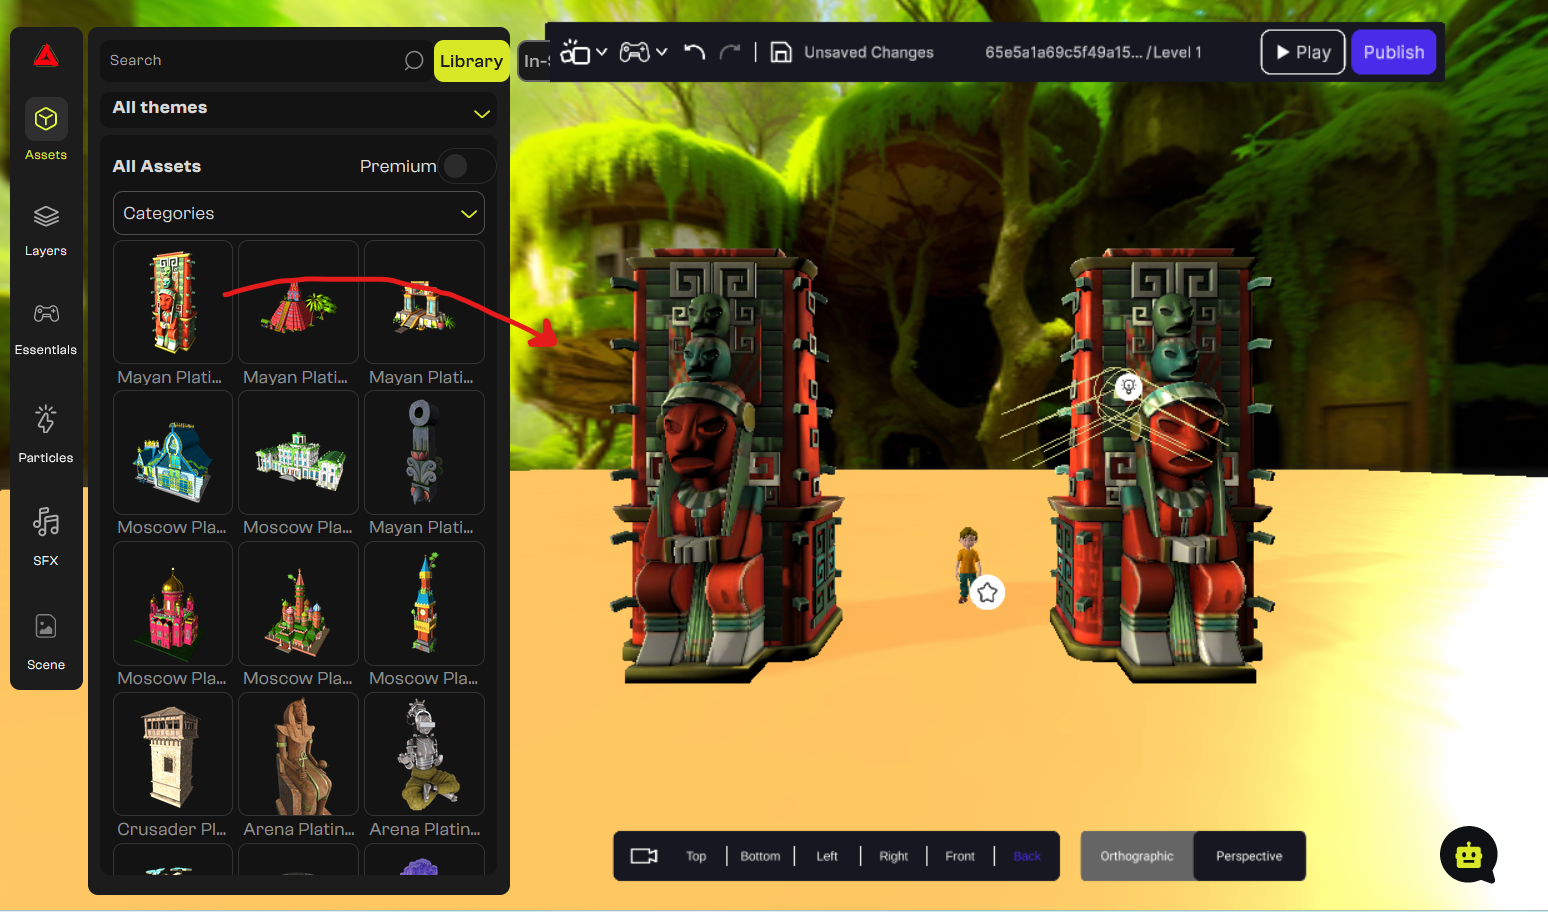 Search
Library
In-S
Unsaved Changes
65e5a1a69c5f49a15... / Level 1
Play
Publish
Assets
Layers
Essentials
Particles
SFX
Scene
All themes
All Assets
Premium
Categories
Mayan Plati...
Mayan Plati...
Mayan Plati...
Moscow Pla...
Moscow Pla...
Mayan Plati...
Moscow Pla...
Moscow Pla...
Moscow Pla...
Crusader Pl...
Arena Platin...
Arena Platin...
Top
Bottom
Left
Right
Front
Back
Orthographic
Perspective